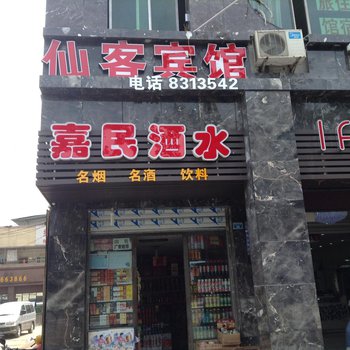 仙客宾馆
电话 8313542
嘉民酒水
名烟 名酒 饮料